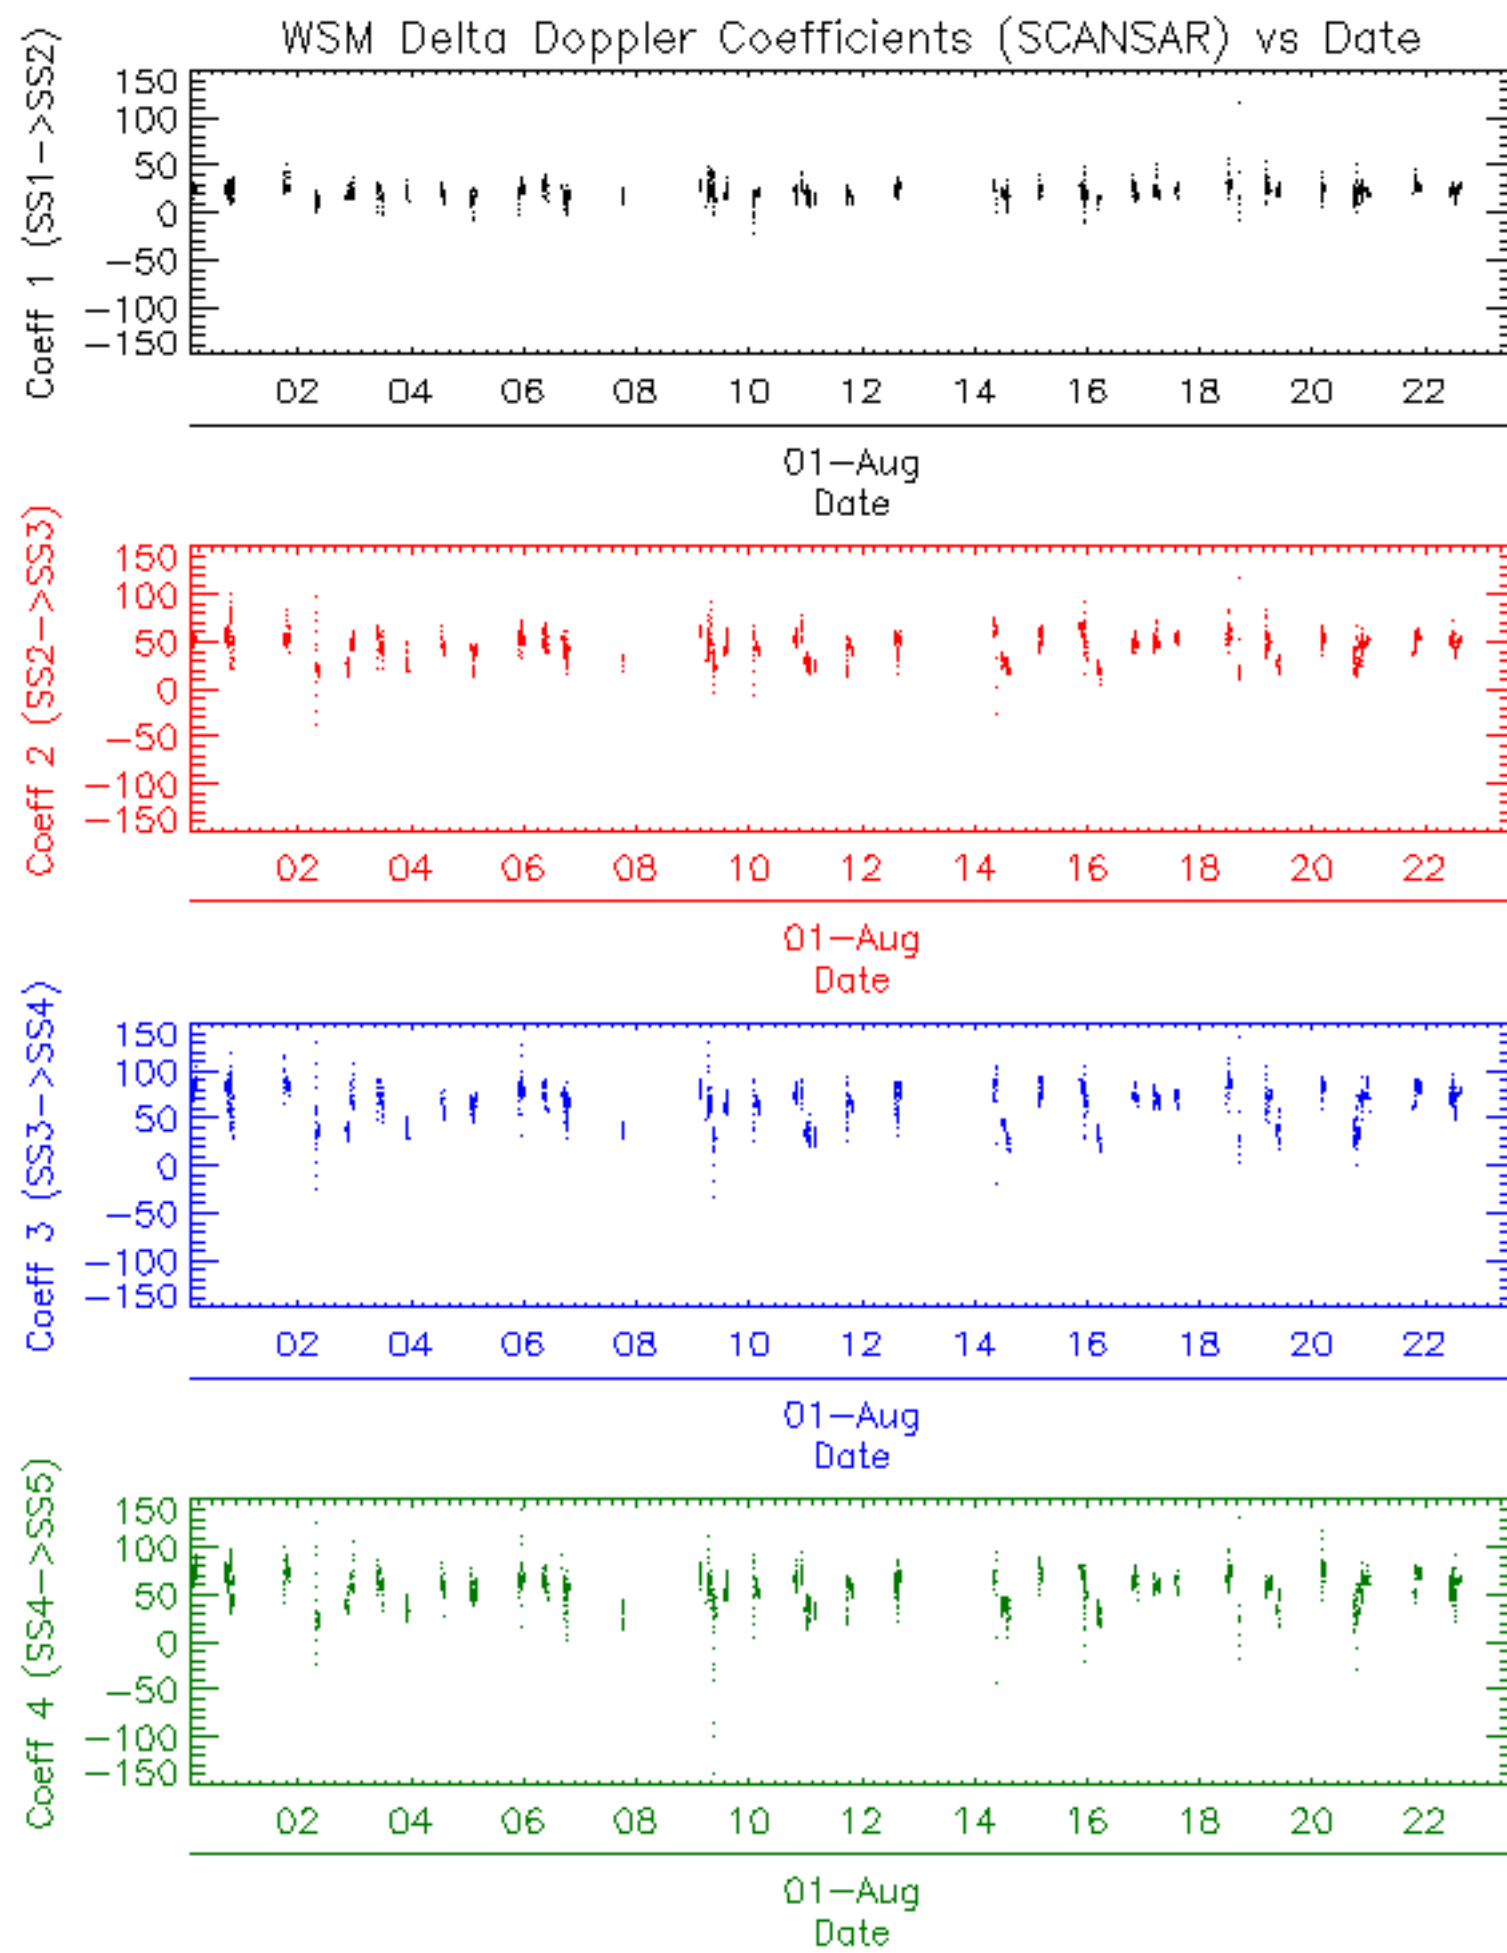 WSM Delta Doppler Coefficients (SCANSAR) vs Date
Coeff 1 (SS1->SS2)
150
100
50
0
-50
-100
-150
02 04 06 08 10 12 14 16 18 20 22
01-Aug
Date
Coeff 2 (SS2->SS3)
150
100
50
0
-50
-100
-150
02 04 06 08 10 12 14 16 18 20 22
01-Aug
Date
Coeff 3 (SS3->SS4)
150
100
50
0
-50
-100
-150
02 04 06 08 10 12 14 16 18 20 22
01-Aug
Date
Coeff 4 (SS4->SS5)
150
100
50
0
-50
-100
-150
02 04 06 08 10 12 14 16 18 20 22
01-Aug
Date